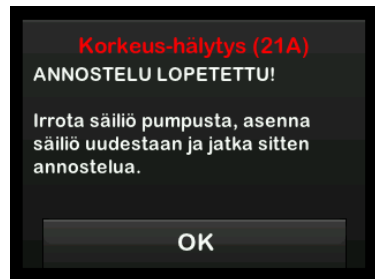 Korkeus-hälytys (21A)
ANNOSTELU LOPETETTU!
Irrota säiliö pumpusta, asenna
säiliö uudestaan ja jatka sitten
annostelua.
OK